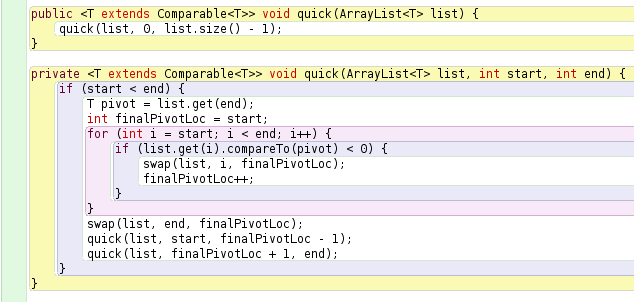 public <T extends Comparable<T>> void quick(ArrayList<T> list) {
quick(list, 0, list.size() - 1);
}
private <T extends Comparable<T>> void quick(ArrayList<T> list, int start, int end) {
if (start < end) {
T pivot = list.get(end);
int finalPivotLoc = start;
for (int i = start; i < end; i++) {
if (list.get(i).compareTo(pivot) < 0) {
swap(list, i, finalPivotLoc);
finalPivotLoc++;
}
}
swap(list, end, finalPivotLoc);
quick(list, start, finalPivotLoc - 1);
quick(list, finalPivotLoc + 1, end);
}
}